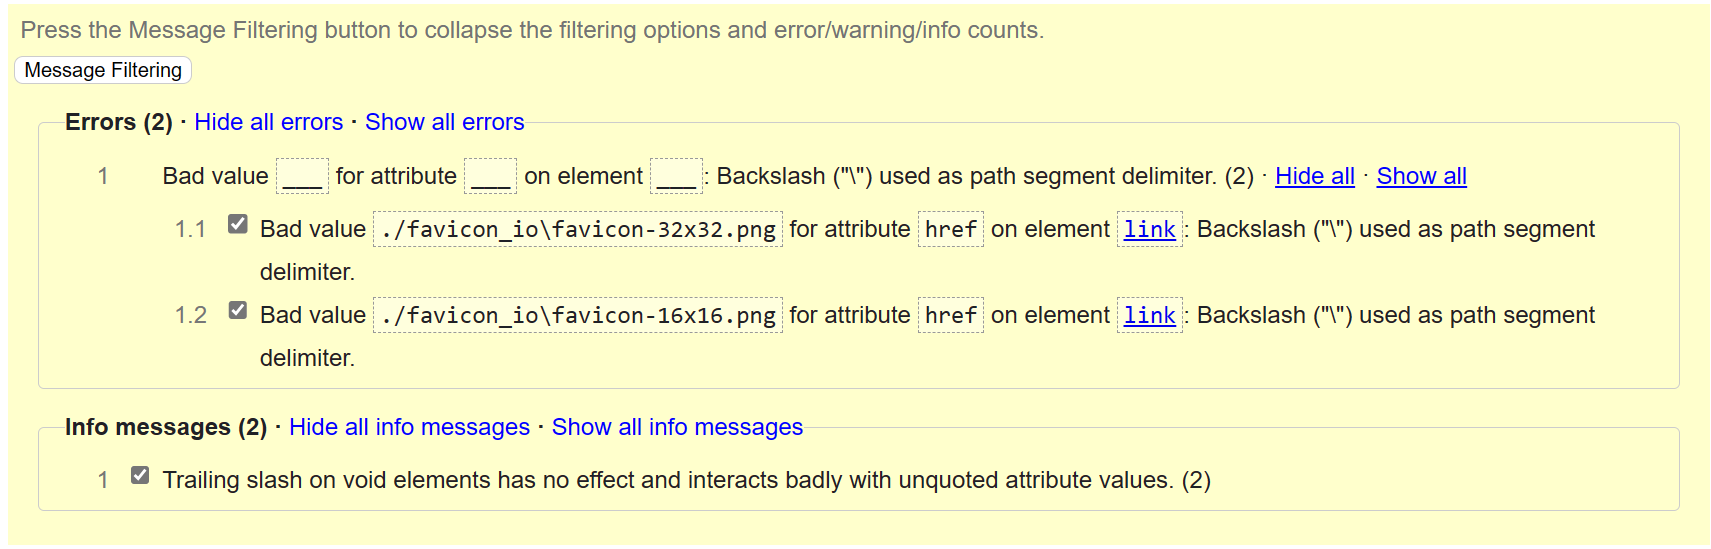 Press the Message Filtering button to collapse the filtering options and error/warning/info counts.
Message Filtering
Errors (2) · Hide all errors · Show all errors
1 Bad value ___ for attribute ___ on element ___: Backslash ("\") used as path segment delimiter. (2) · Hide all · Show all
1.1 Bad value ./favicon_io\favicon-32x32.png for attribute href on element link: Backslash ("\") used as path segment
delimiter.
1.2 Bad value ./favicon_io\favicon-16x16.png for attribute href on element link: Backslash ("\") used as path segment
delimiter.
Info messages (2) · Hide all info messages · Show all info messages
1 Trailing slash on void elements has no effect and interacts badly with unquoted attribute values. (2)